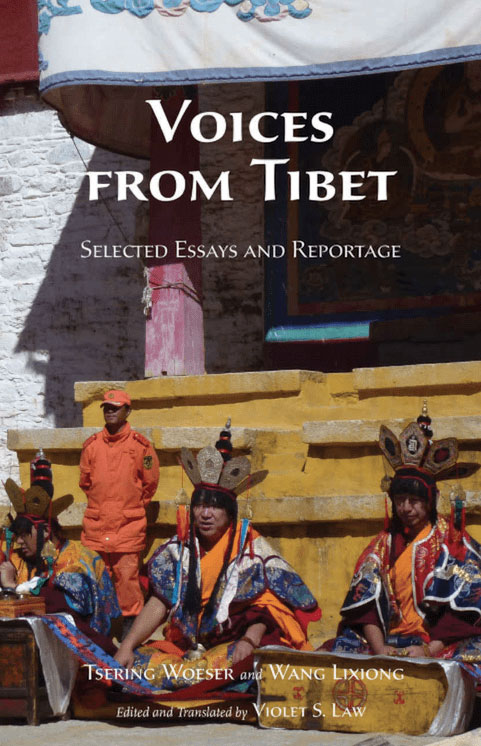 Voices
from Tibet
Selected Essays and Reportage
Tsering Woeser and Wang Lixiong
Edited and Translated by Violet S. Law